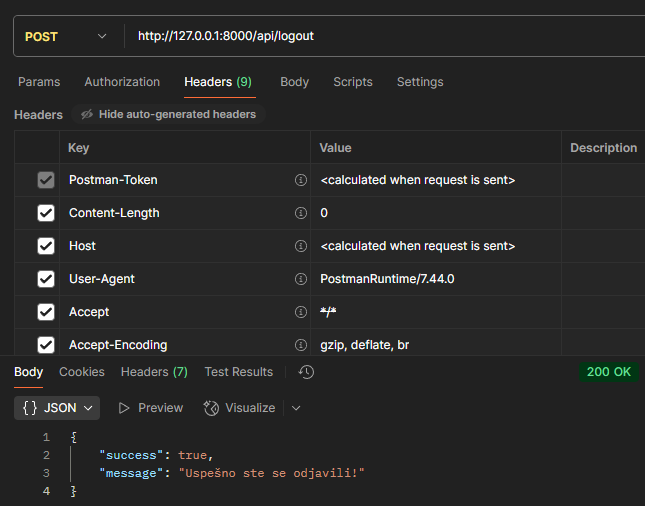 POST http://127.0.0.1:8000/api/logout
Params Authorization Headers (9) Body Scripts Settings
Headers Hide auto-generated headers
Key Value Description
Postman-Token <calculated when request is sent>
Content-Length 0
Host <calculated when request is sent>
User-Agent PostmanRuntime/7.44.0
Accept */*
Accept-Encoding gzip, deflate, br
Body Cookies Headers (7) Test Results 200 OK
{} JSON Preview Visualize
1 {
2 "success": true,
3 "message": "Uspešno ste se odjavili!"
4 }